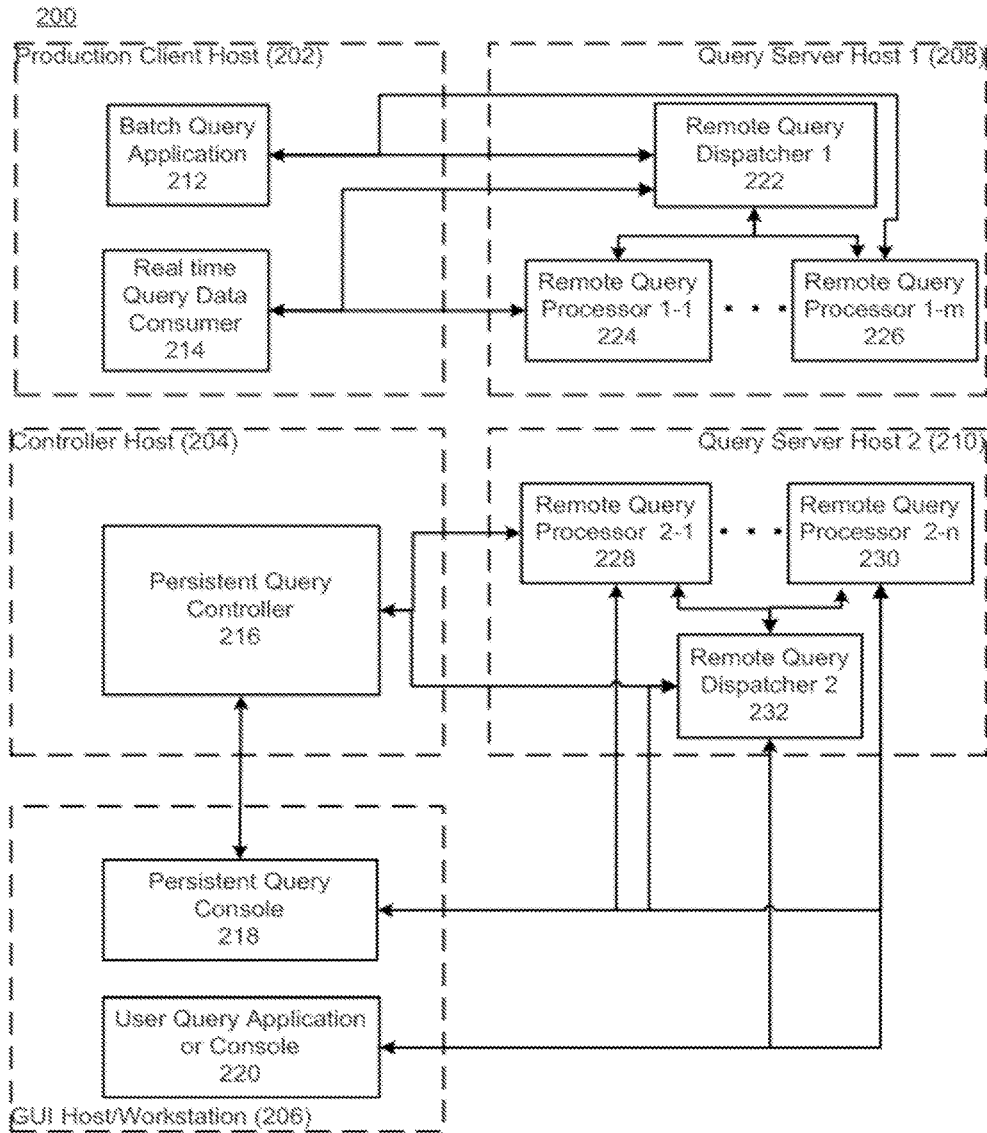 200
Production Client Host (202)
Query Server Host 1 (208)
Batch Query
Application
212
Remote Query
Dispatcher 1
222
Real time
Query Data
Consumer
214
Remote Query
Processor 1-1
224
Remote Query
Processor 1-m
226
Controller Host (204)
Query Server Host 2 (210)
Persistent Query
Controller
216
Remote Query
Processor 2-1
228
Remote Query
Processor 2-n
230
Remote Query
Dispatcher 2
232
Persistent Query
Console
218
User Query Application
or Console
220
GUI Host/Workstation (206)